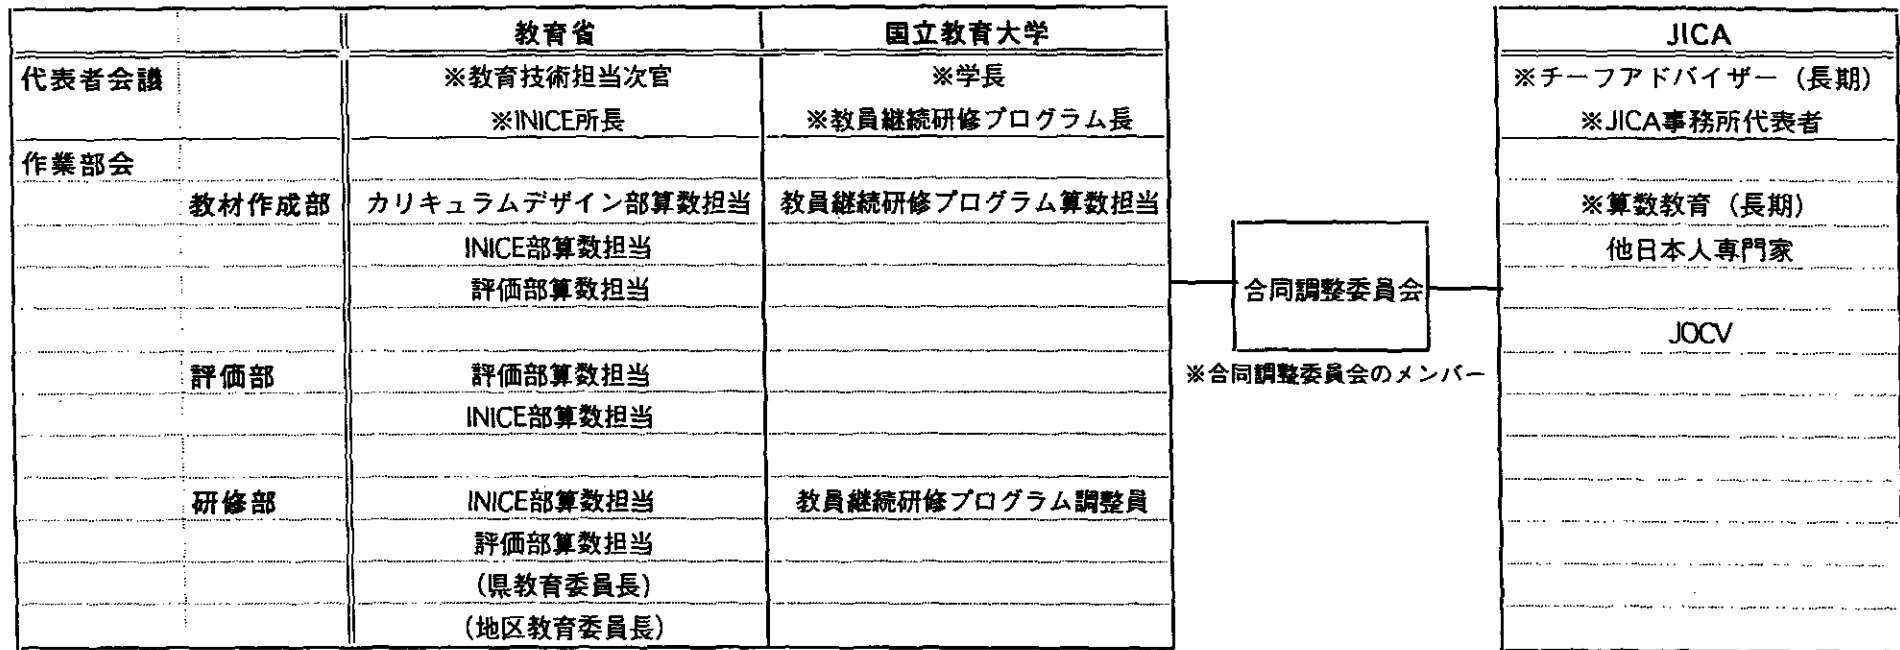 教育省 国立教育大学 JICA
代表者会議 ※教育技術担当次官 ※学長 ※チーフアドバイザー（長期）
※INICE所長 ※教員継続研修プログラム長 ※JICA事務所代表者
作業部会
教材作成部 カリキュラムデザイン部算数担当 教員継続研修プログラム算数担当 ※算数教育（長期）
INICE部算数担当 他日本人専門家
評価部算数担当 合同調整委員会
JOCV
評価部 評価部算数担当 ※合同調整委員会のメンバー
INICE部算数担当
研修部 INICE部算数担当 教員継続研修プログラム調整員
評価部算数担当
（県教育委員長）
（地区教育委員長）